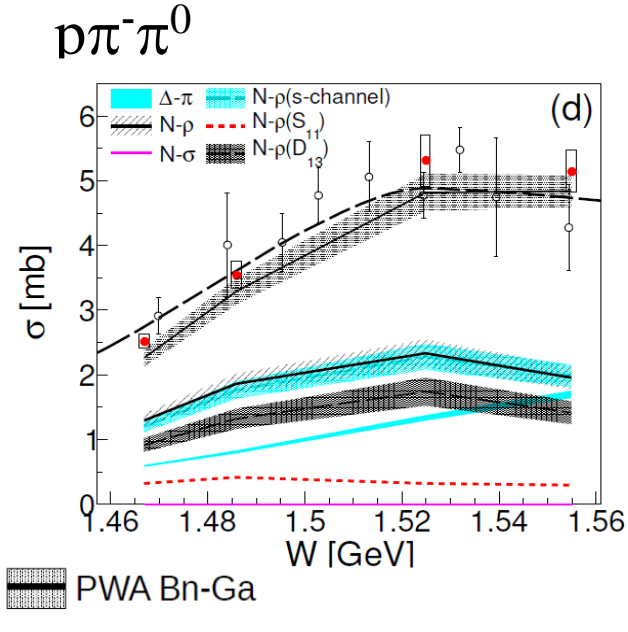 pπ⁻π⁰
(d)
Δ-π
N-ρ(s-channel)
N-ρ
N-ρ(S₁₁)
N-σ
N-ρ(D₁₃)
σ [mb]
6
5
4
3
2
1
0
1.46 1.48 1.5 1.52 1.54 1.56
W [GeV]
PWA Bn-Ga